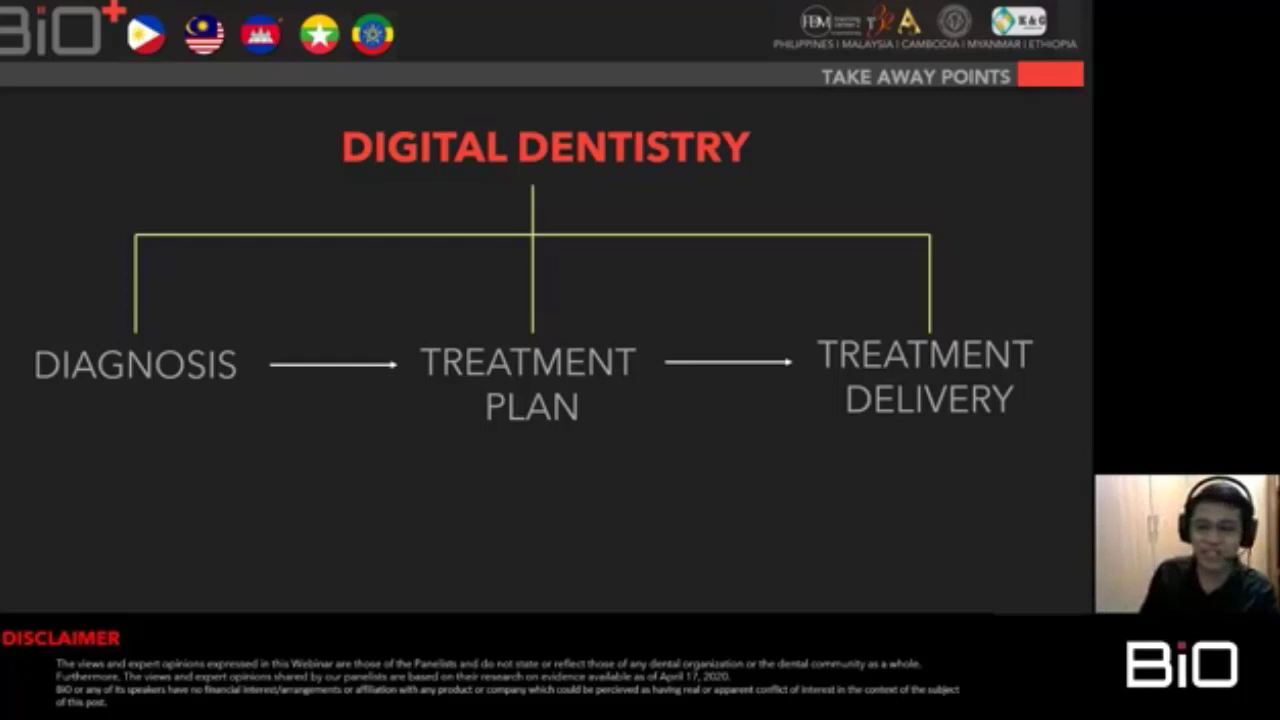 BiO+
K&G
PHILIPPINES | MALAYSIA | CAMBODIA | MYANMAR | ETHIOPIA
TAKE AWAY POINTS
DIGITAL DENTISTRY
DIAGNOSIS
TREATMENT
PLAN
TREATMENT
DELIVERY
DISCLAIMER
The views and expert opinions expressed in this Webinar are those of the Panelists and do not state or reflect those of any dental organization or the dental community as a whole.
Furthermore, The views and expert opinions shared by our panelists are based on their research on evidence available as of April 17, 2020.
BiO or any of its speakers have no financial interest/arrangements or affiliation with any product or company which could be percieved as having real or apparent conflict of interest in the context of the subject
of this post.
BiO